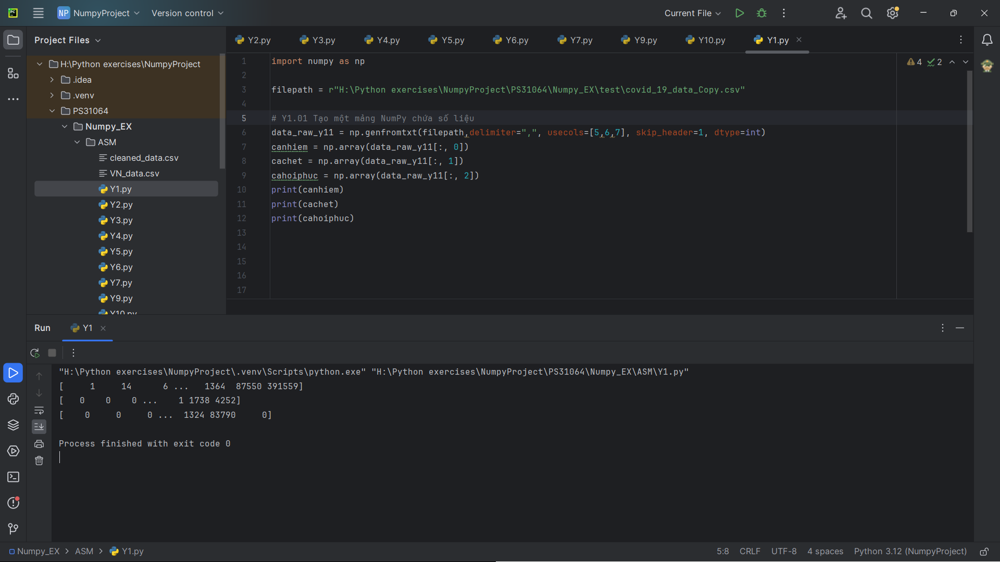 NP NumpyProject Version control Current File
Project Files
Y2.py Y3.py Y4.py Y5.py Y6.py Y7.py Y9.py Y10.py Y1.py
H:\Python exercises\NumpyProject
.idea
.venv
PS31064
Numpy_EX
ASM
cleaned_data.csv
VN_data.csv
Y1.py
Y2.py
Y3.py
Y4.py
Y5.py
Y6.py
Y7.py
Y9.py
Y10.py
4 2
1 import numpy as np
2
3 filepath = r"H:\Python exercises\NumpyProject\PS31064\Numpy_EX\test\covid_19_data_Copy.csv"
4
5 # Y1.01 Tạo một mảng NumPy chứa số liệu
6 data_raw_y11 = np.genfromtxt(filepath,delimiter=",", usecols=[5,6,7], skip_header=1, dtype=int)
7 canhiem = np.array(data_raw_y11[:, 0])
8 cachet = np.array(data_raw_y11[:, 1])
9 cahoiphuc = np.array(data_raw_y11[:, 2])
10 print(canhiem)
11 print(cachet)
12 print(cahoiphuc)
13
14
15
16
17
Run Y1
"H:\Python exercises\NumpyProject\.venv\Scripts\python.exe" "H:\Python exercises\NumpyProject\PS31064\Numpy_EX\ASM\Y1.py"
[     1     14      6 ...   1364  87550 391559]
[   0    0    0 ...    1 1738 4252]
[    0     0     0 ...  1324 83790     0]
Process finished with exit code 0
Numpy_EX > ASM > Y1.py 5:8 CRLF UTF-8 4 spaces Python 3.12 (NumpyProject)